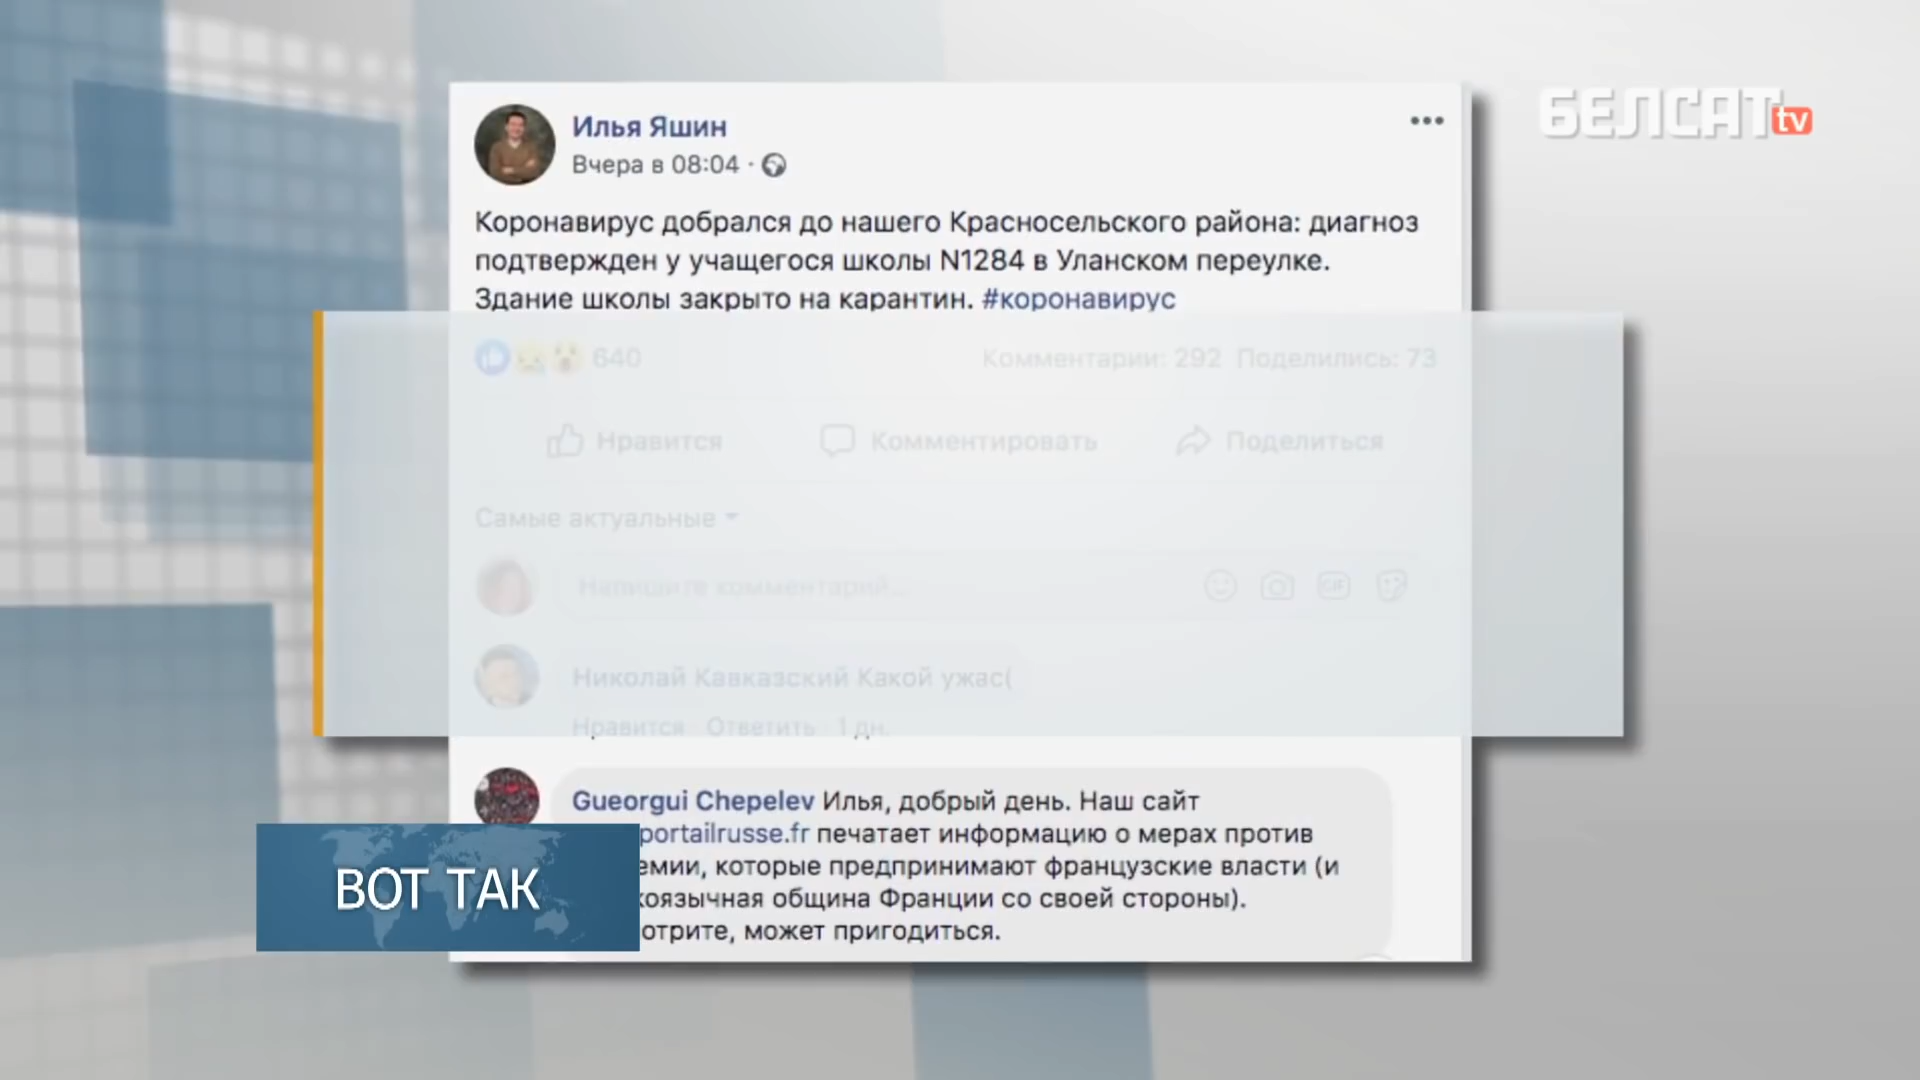 БЕЛСАТ tv
Илья Яшин
Вчера в 08:04 ·
Коронавирус добрался до нашего Красносельского района: диагноз
подтвержден у учащегося школы N1284 в Уланском переулке.
Здание школы закрыто на карантин. #коронавирус
640 Комментарии: 292 Поделились: 73
Нравится Комментировать Поделиться
Самые актуальные
Напишите комментарий...
GIF
Николай Кавказский Какой ужас(
Нравится · Ответить · 1 дн.
Gueorgui Chepelev Илья, добрый день. Наш сайт
portailrusse.fr печатает информацию о мерах против
емии, которые предпринимают французские власти (и
коязычная община Франции со своей стороны).
отрите, может пригодиться.
ВОТ ТАК